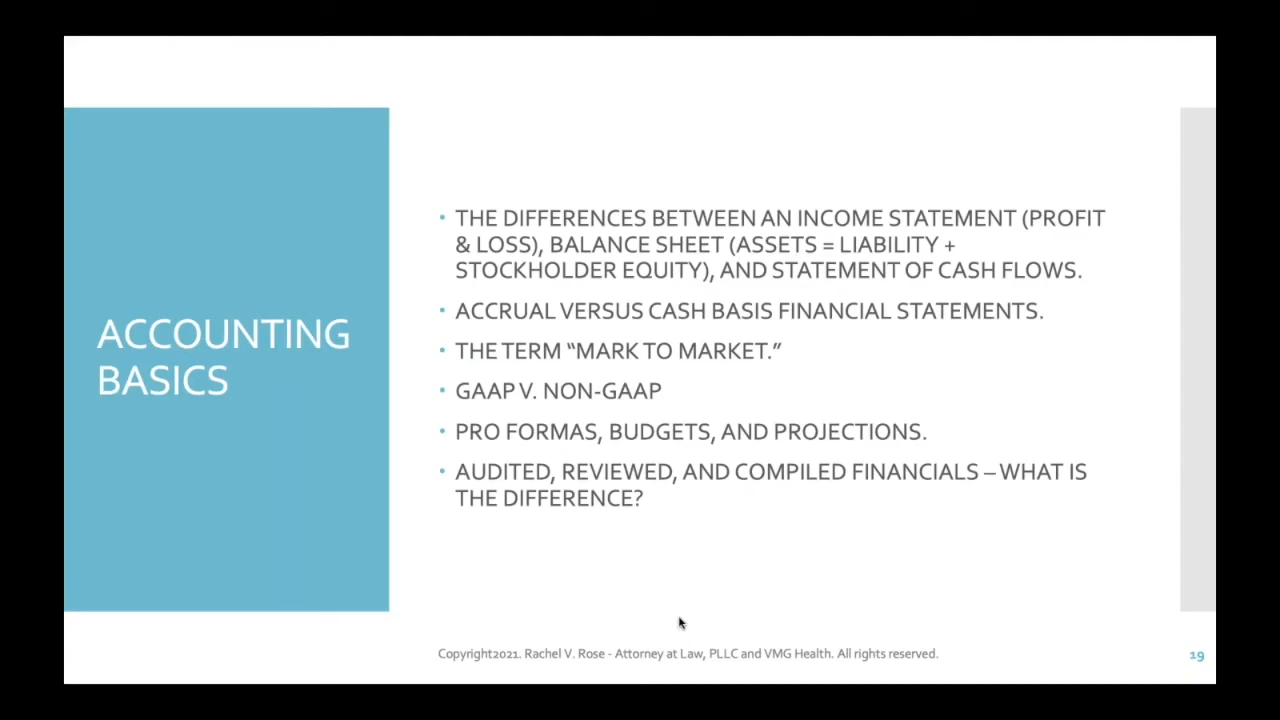 ACCOUNTING
BASICS
• THE DIFFERENCES BETWEEN AN INCOME STATEMENT (PROFIT
& LOSS), BALANCE SHEET (ASSETS = LIABILITY +
STOCKHOLDER EQUITY), AND STATEMENT OF CASH FLOWS.
• ACCRUAL VERSUS CASH BASIS FINANCIAL STATEMENTS.
• THE TERM “MARK TO MARKET.”
• GAAP V. NON-GAAP
• PRO FORMAS, BUDGETS, AND PROJECTIONS.
• AUDITED, REVIEWED, AND COMPILED FINANCIALS – WHAT IS
THE DIFFERENCE?
Copyright2021. Rachel V. Rose - Attorney at Law, PLLC and VMG Health. All rights reserved.
19